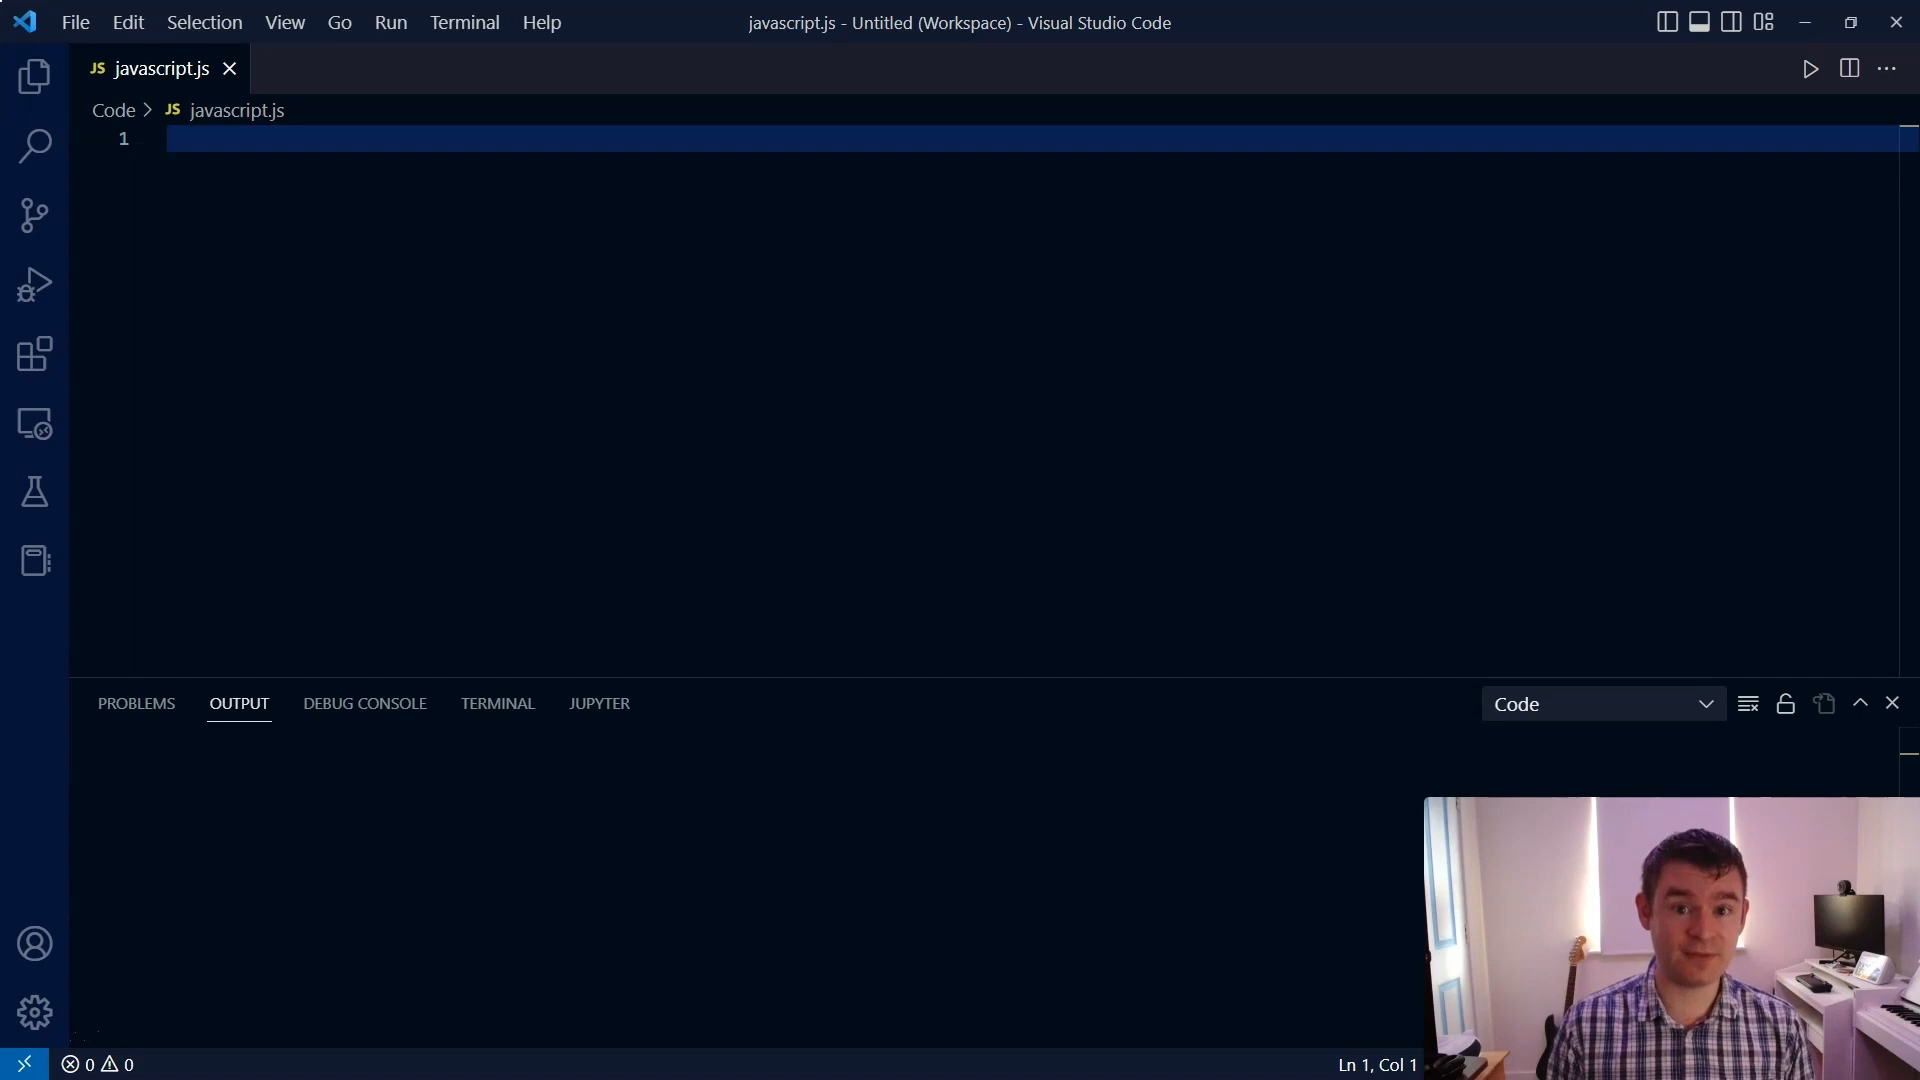 File Edit Selection View Go Run Terminal Help
javascript.js - Untitled (Workspace) - Visual Studio Code
JS javascript.js
Code > JS javascript.js
1
PROBLEMS OUTPUT DEBUG CONSOLE TERMINAL JUPYTER
Code
0 0
Ln 1, Col 1